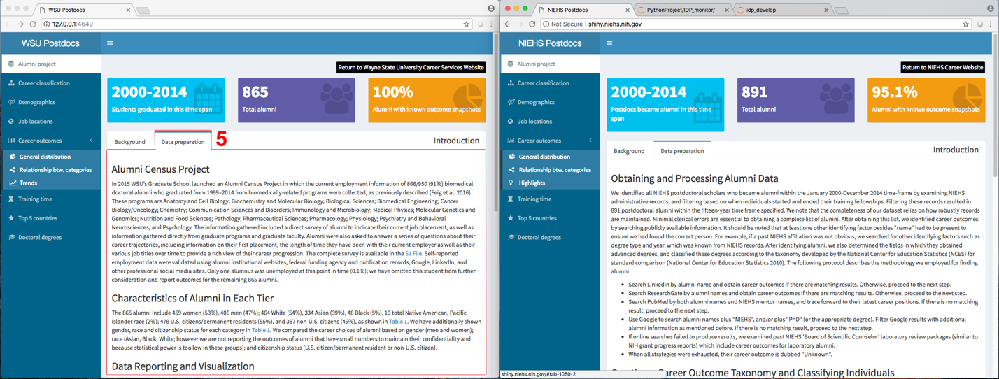 WSU Postdocs
127.0.0.1:4649
WSU Postdocs
Alumni project
Career classification
Demographics
Job locations
Career outcomes
General distribution
Relationship btw. categories
Trends
Training time
Top 5 countries
Doctoral degrees
Return to Wayne State University Career Services Website
2000-2014
Students graduated in this time span
865
Total alumni
100%
Alumni with known outcome snapshots
Background
Data preparation
5
Introduction
Alumni Census Project
In 2015 WSU's Graduate School launched an Alumni Census Project in which the current employment information of 866/950 (91%) biomedical
doctoral alumni who graduated from 1999–2014 from biomedically-related programs were collected, as previously described (Feig et al. 2016).
These programs are Anatomy and Cell Biology; Biochemistry and Molecular Biology; Biological Sciences; Biomedical Engineering; Cancer
Biology/Oncology; Chemistry; Communication Sciences and Disorders; Immunology and Microbiology; Medical Physics; Molecular Genetics and
Genomics; Nutrition and Food Sciences; Pathology; Pharmaceutical Sciences; Pharmacology; Physiology; Psychiatry and Behavioral
Neurosciences; and Psychology. The information gathered included a direct survey of alumni to indicate their current job placement, as well as
information gathered directly from graduate programs and graduate faculty. Alumni were also asked to answer a series of questions about their
career trajectories, including information on their first placement, the length of time they have been with their current employer as well as their
various job titles over time to provide a rich view of their career progression. The complete survey is available in the S1 File. Self-reported
employment data were validated using alumni institutional websites, federal funding agency and publication records, Google, LinkedIn, and
other professional social media sites. Only one alumnus was unemployed at this point in time (0.1%); we have omitted this student from further
consideration and report outcomes for the remaining 865 alumni.
Characteristics of Alumni in Each Tier
The 865 alumni include 459 women (53%), 406 men (47%); 464 White (54%), 334 Asian (39%), 48 Black (5%), 19 total Native American, Pacific
Islander race (2%); 478 U.S. citizens/permanent residents (55%), and 387 non-U.S. citizens (45%), as shown in Table 1. We have additionally shown
gender, race and citizenship status for each category in Table 1. We compared the career choices of alumni based on gender (men and women);
race (Asian, Black, White; however we are not reporting the outcomes of alumni that have small numbers to maintain their confidentiality and
because statistical power is too low in these groups); and citizenship status (U.S. citizen/permanent resident or non-U.S. citizen).
Data Reporting and Visualization
NIEHS Postdocs
PythonProject/IDP_monitor/
idp_develop
Not Secure
shiny.niehs.nih.gov
NIEHS Postdocs
Alumni project
Career classification
Demographics
Job locations
Career outcomes
General distribution
Relationship btw. categories
Highlights
Training time
Top 5 countries
Doctoral degrees
Return to NIEHS Career Website
2000-2014
Postdocs became alumni in this time
span
891
Total alumni
95.1%
Alumni with known outcome snapshots
Background
Data preparation
Introduction
Obtaining and Processing Alumni Data
We identified all NIEHS postdoctoral scholars who became alumni within the January 2000-December 2014 time-frame by examining NIEHS
administrative records, and filtering based on when individuals started and ended their training fellowships. Filtering these records resulted in
891 postdoctoral alumni within the fifteen-year time frame specified. We note that the completeness of our dataset relies on how robustly records
are maintained. Minimal clerical errors are essential to obtaining a complete list of alumni. After obtaining this list, we identified career outcomes
by searching publicly available information. It should be noted that at least one other identifying factor besides "name" had to be present to
ensure we had found the correct person. For example, if a past NIEHS affiliation was not obvious, we searched for other identifying factors such as
degree type and year, which was known from NIEHS records. After identifying alumni, we also determined the fields in which they obtained
advanced degrees, and classified these degrees according to the taxonomy developed by the National Center for Education Statistics (NCES) for
standard comparison (National Center for Education Statistics 2010). The following protocol describes the methodology we employed for finding
alumni:
• Search LinkedIn by alumni name and obtain career outcomes if there are matching results. Otherwise, proceed to the next step.
• Search ResearchGate by alumni names and obtain career outcomes if there are matching results. Otherwise, proceed to the next step.
• Search PubMed by both alumni names and NIEHS mentor names, and trace forward to their latest career positions. If there is no matching
result, proceed to the next step.
• Use Google to search alumni names plus "NIEHS", and/or plus "PhD" (or the appropriate degree). Filter Google results with additional
alumni information as mentioned before. If there is no matching result, proceed to the next step.
• If online searches failed to produce results, we examined past NIEHS 'Board of Scientific Counselor' laboratory review packages (similar to
NIH grant progress reports) which include career outcomes for laboratory alumni.
• When all strategies were exhausted, their career outcome is dubbed "Unknown".
Career Outcome Taxonomy and Classifying Individuals
shiny.niehs.nih.gov/#tab-1050-2